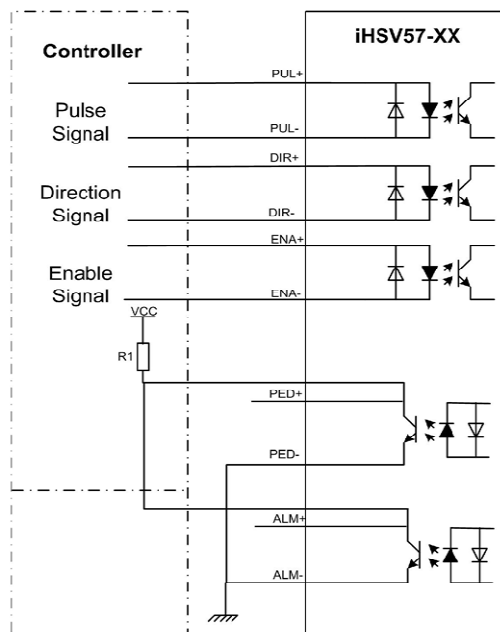 Controller
iHSV57-XX
PUL+
Pulse
Signal
PUL-
DIR+
Direction
Signal
DIR-
ENA+
Enable
Signal
ENA-
VCC
R1
PED+
PED-
ALM+
ALM-